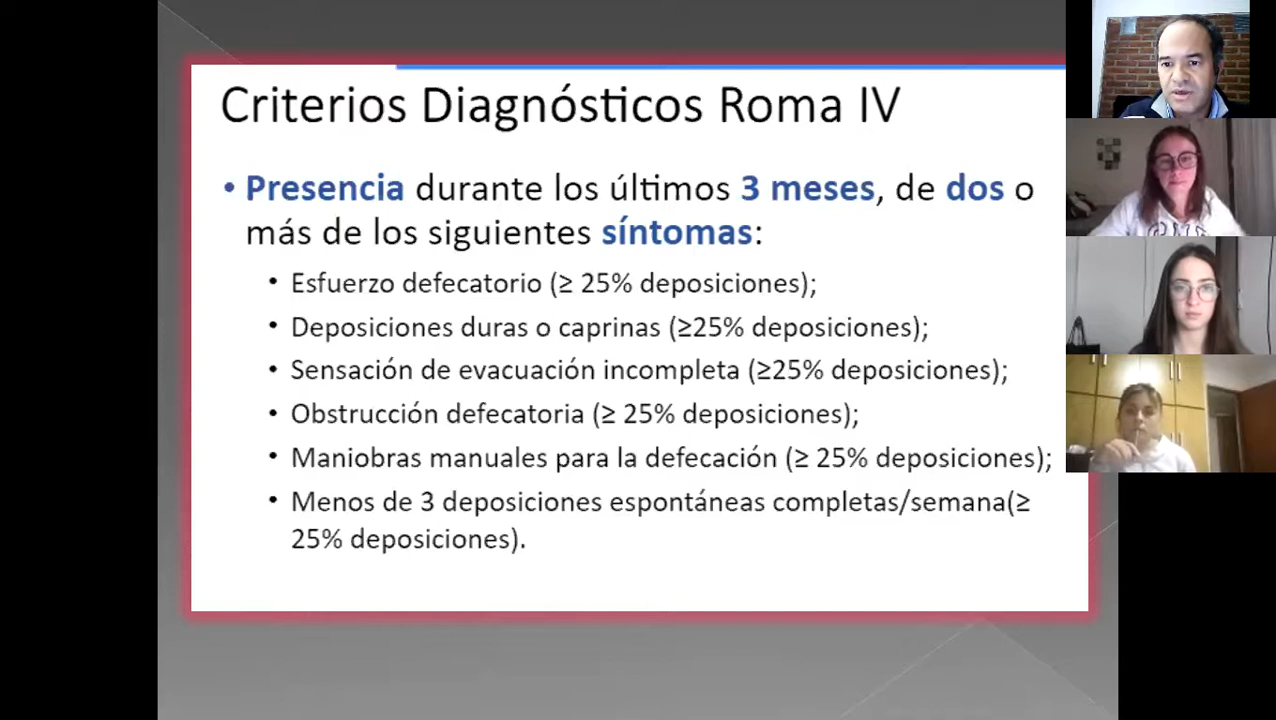 Criterios Diagnósticos Roma IV
• Presencia durante los últimos 3 meses, de dos o
más de los siguientes síntomas:
• Esfuerzo defecatorio (≥ 25% deposiciones);
• Deposiciones duras o caprinas (≥25% deposiciones);
• Sensación de evacuación incompleta (≥25% deposiciones);
• Obstrucción defecatoria (≥ 25% deposiciones);
• Maniobras manuales para la defecación (≥ 25% deposiciones);
• Menos de 3 deposiciones espontáneas completas/semana(≥
25% deposiciones).